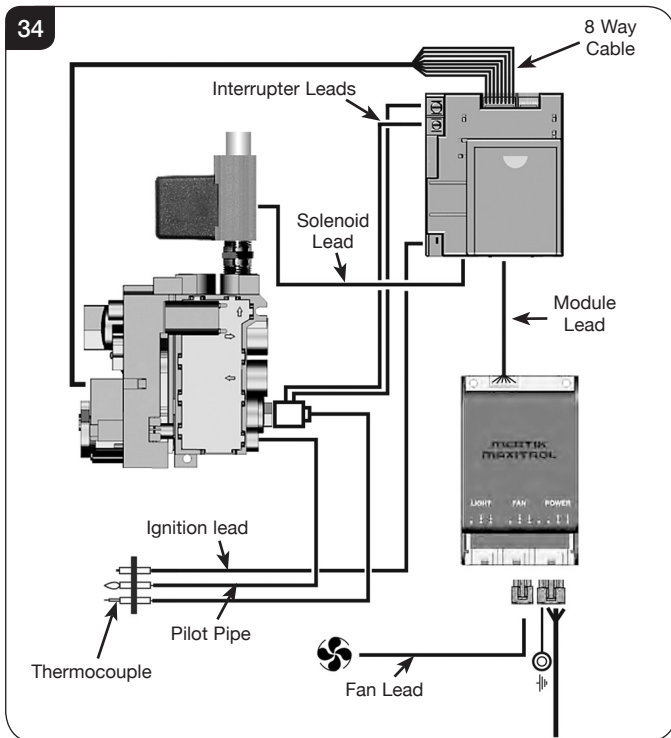 34
8 Way
Cable
Interrupter Leads
Solenoid
Lead
Module
Lead
MERTIK
MAXITROL
LIGHT FAN POWER
Ignition lead
Pilot Pipe
Thermocouple
Fan Lead